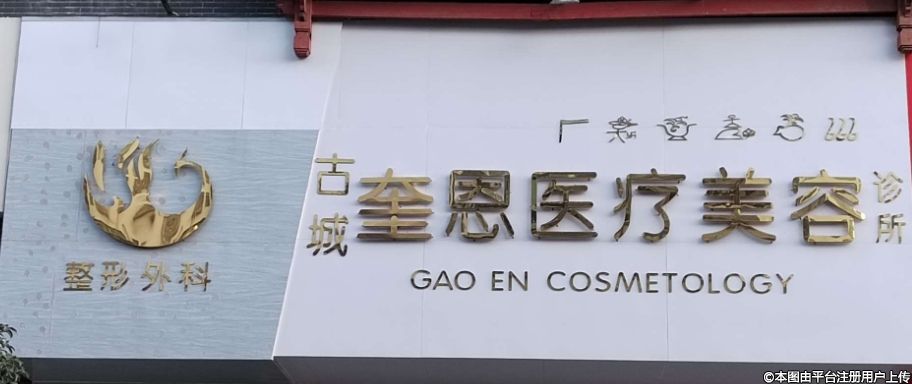 整形外科
古城
奎恩医疗美容
诊所
GAO EN COSMETOLOGY
©本图由平台注册用户上传